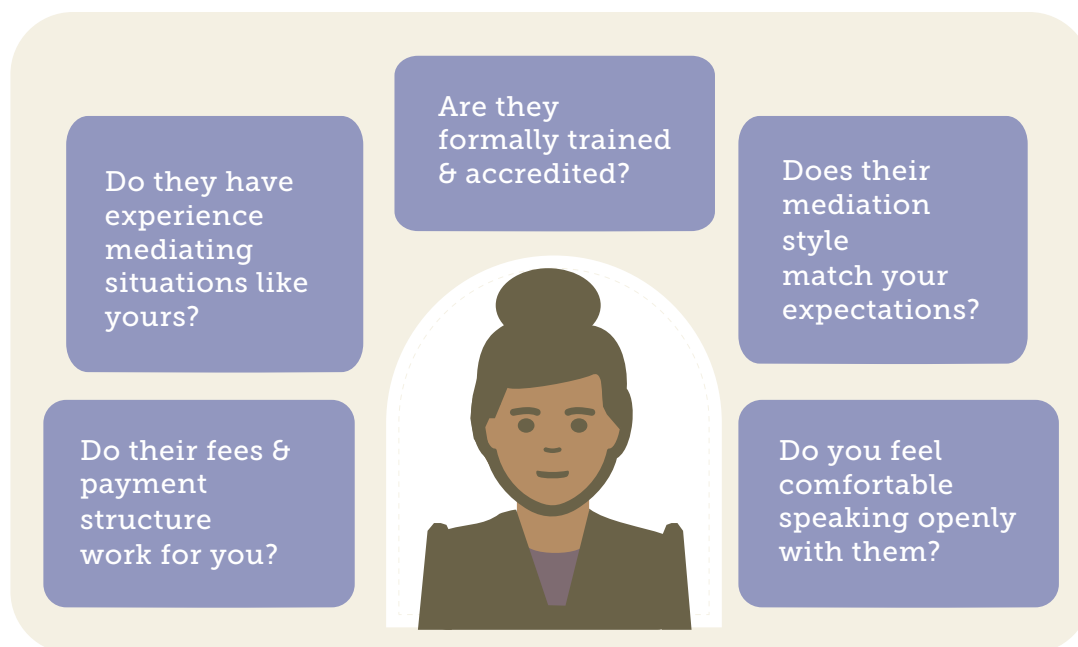 Are they
formally trained
& accredited?
Do they have
experience
mediating
situations like
yours?
Does their
mediation
style
match your
expectations?
Do their fees &
payment
structure
work for you?
Do you feel
comfortable
speaking openly
with them?